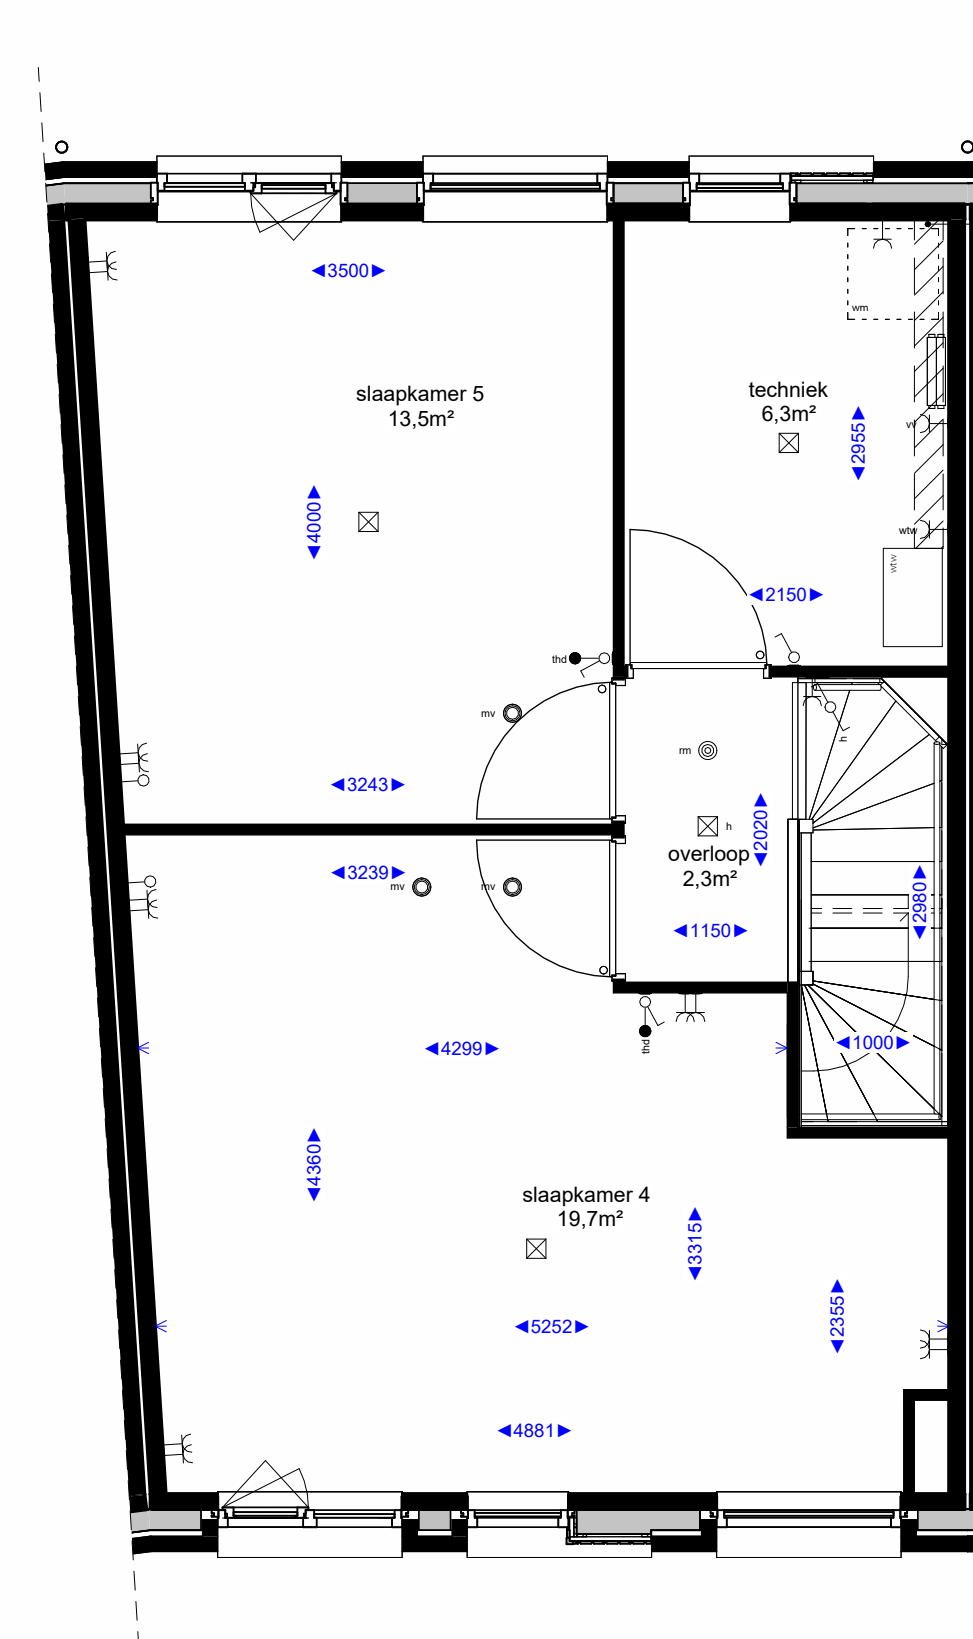 3500
wm
slaapkamer 5
13,5m²
techniek
6,3m²
2955
vv
4000
wtw
wtw
2150
thd
mv
rm
h
3243
2020
h
overloop
2,3m²
3239
mv
mv
2980
1150
thd
4299
1000
4360
slaapkamer 4
19,7m²
3315
2355
5252
4881